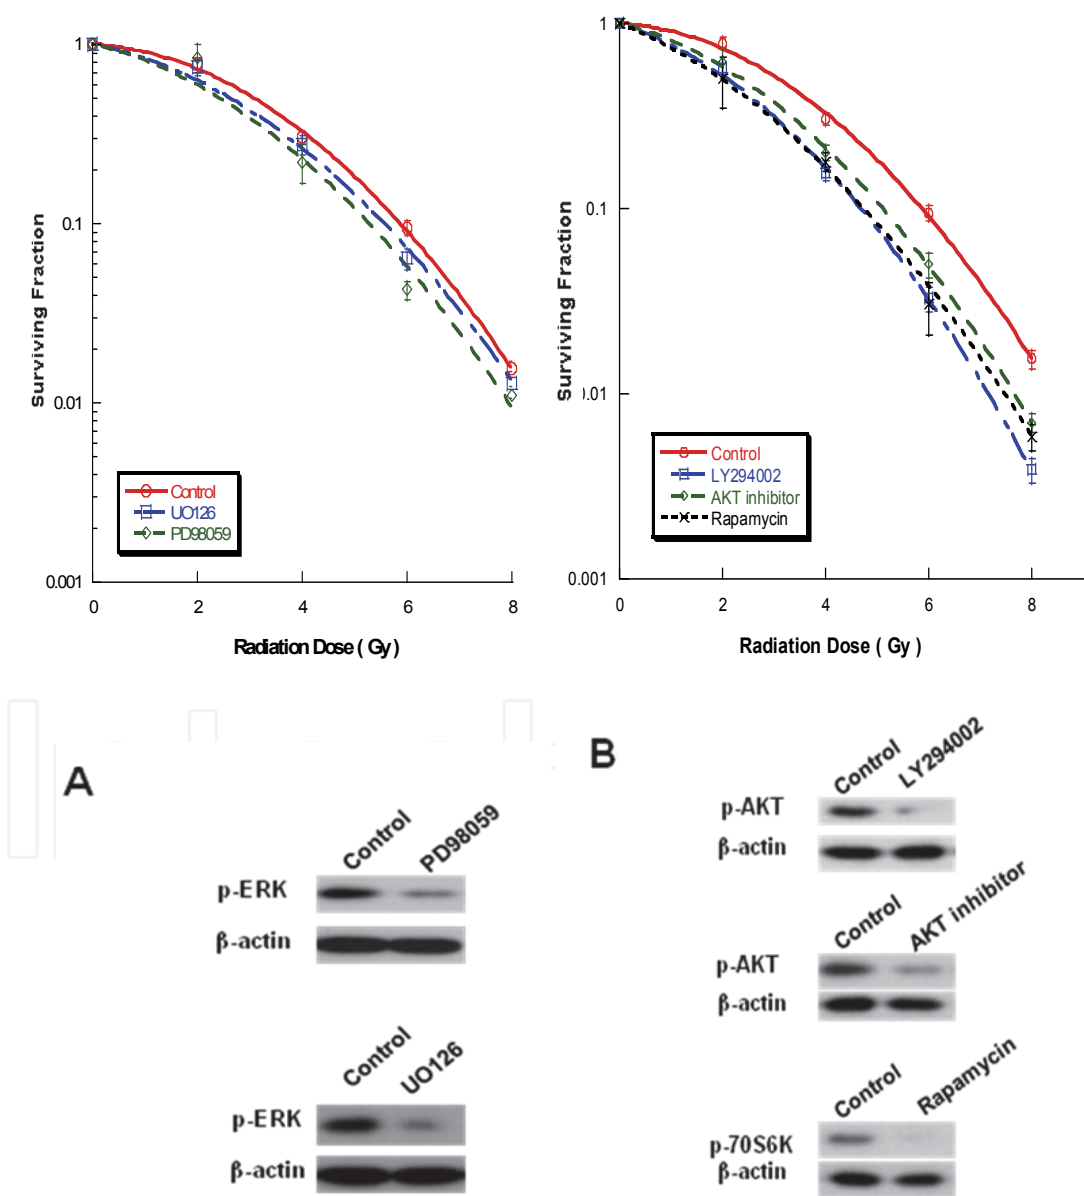 1
0.1
0.01
0.001
Surviving Fraction
Control
UO126
PD98059
0 2 4 6 8
Radiation Dose ( Gy )
1
0.1
0.01
0.001
Surviving Fraction
Control
LY294002
AKT inhibitor
Rapamycin
0 2 4 6 8
Radiation Dose ( Gy )
A
Control PD98059
p-ERK
β-actin
Control UO126
p-ERK
β-actin
B
Control LY294002
p-AKT
β-actin
Control AKT inhibitor
p-AKT
β-actin
Control Rapamycin
p-70S6K
β-actin